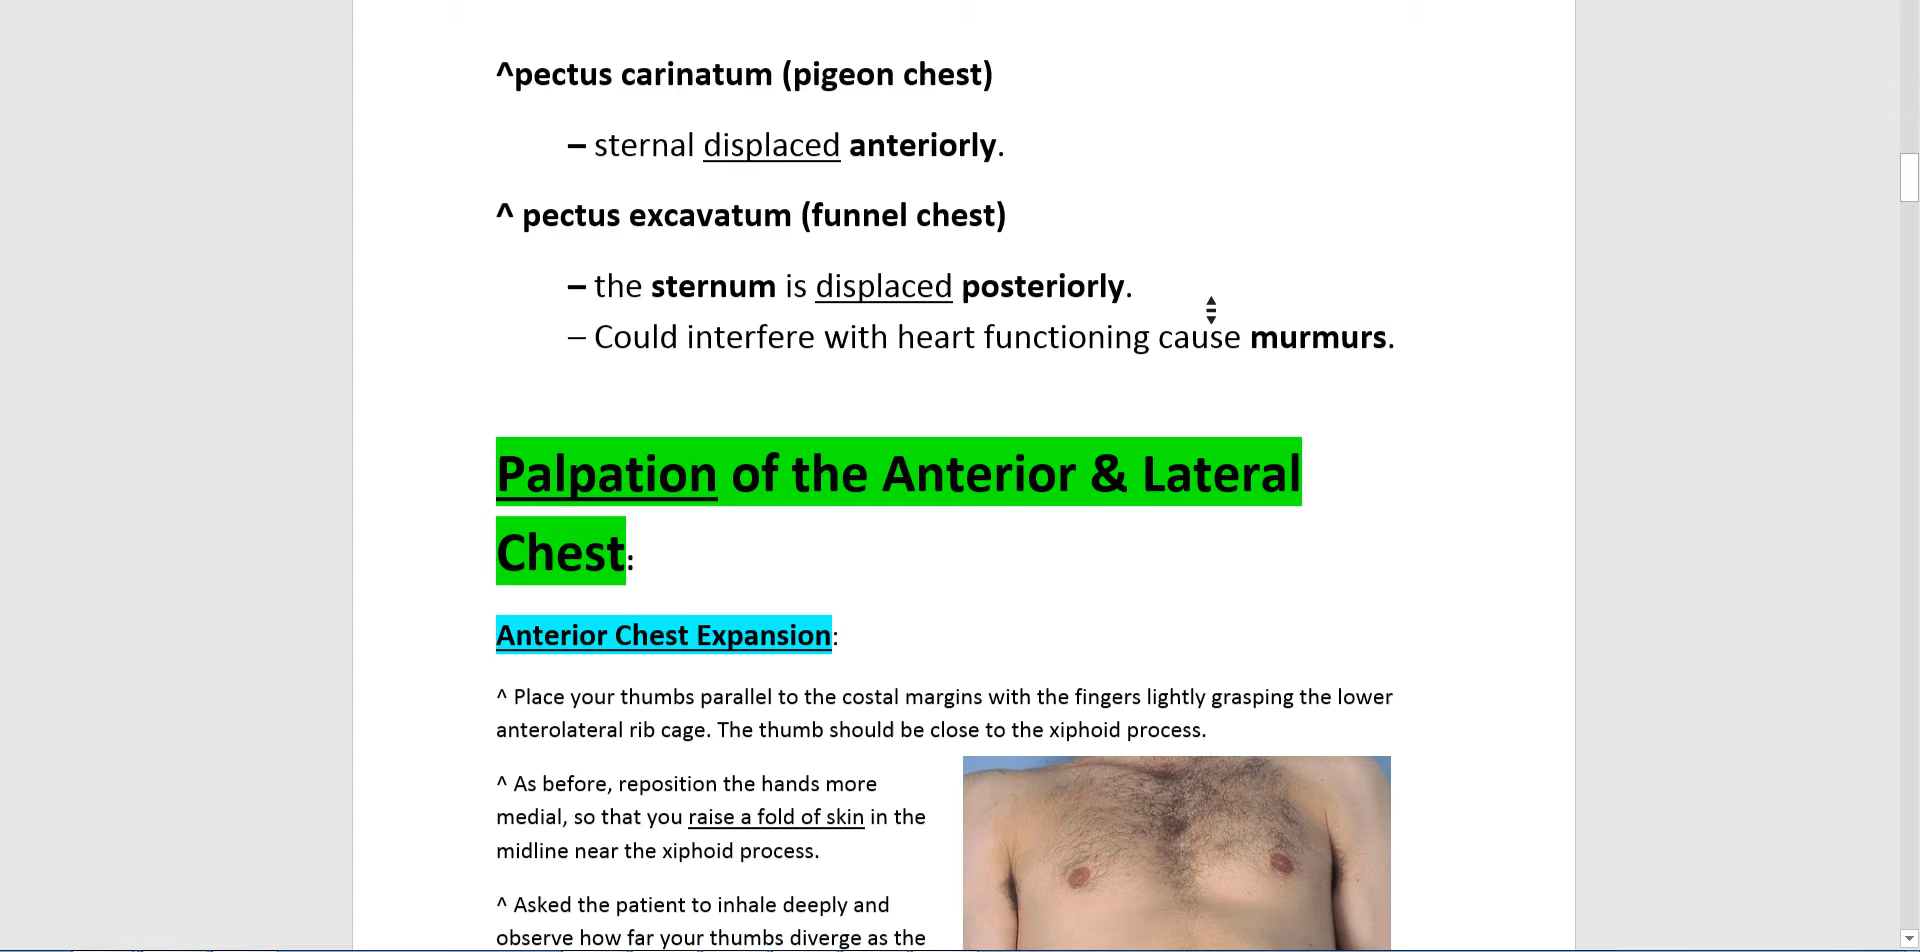 ^pectus carinatum (pigeon chest)
– sternal displaced anteriorly.
^ pectus excavatum (funnel chest)
– the sternum is displaced posteriorly.
– Could interfere with heart functioning cause murmurs.
Palpation of the Anterior & Lateral
Chest:
Anterior Chest Expansion:
^ Place your thumbs parallel to the costal margins with the fingers lightly grasping the lower
anterolateral rib cage. The thumb should be close to the xiphoid process.
^ As before, reposition the hands more
medial, so that you raise a fold of skin in the
midline near the xiphoid process.
^ Asked the patient to inhale deeply and
observe how far your thumbs diverge as the